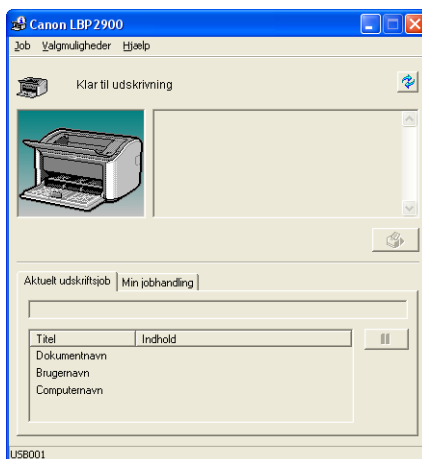 Canon LBP2900
Job Valgmuligheder Hjælp
Klar til udskrivning
Aktuelt udskriftsjob Min jobhandling
Titel Indhold
Dokumentnavn
Brugernavn
Computernavn
USB001